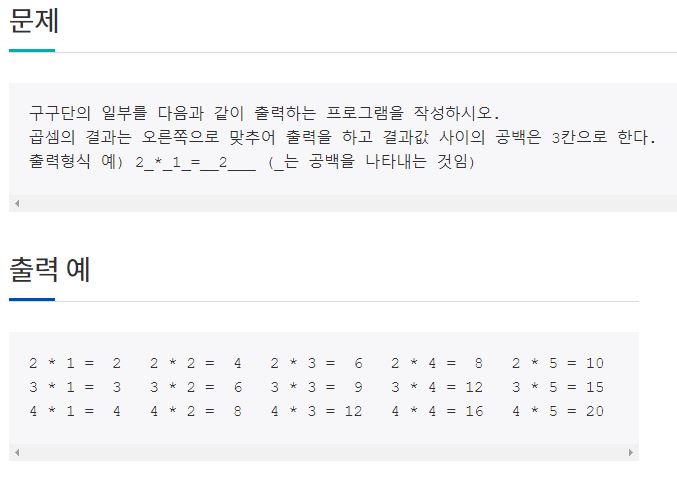 문제
구구단의 일부를 다음과 같이 출력하는 프로그램을 작성하시오.
곱셈의 결과는 오른쪽으로 맞추어 출력을 하고 결과값 사이의 공백은 3칸으로 한다.
출력형식 예) 2_*_1_=__2___ (_는 공백을 나타내는 것임)
출력 예
2 * 1 =  2   2 * 2 =  4   2 * 3 =  6   2 * 4 =  8   2 * 5 = 10
3 * 1 =  3   3 * 2 =  6   3 * 3 =  9   3 * 4 = 12   3 * 5 = 15
4 * 1 =  4   4 * 2 =  8   4 * 3 = 12   4 * 4 = 16   4 * 5 = 20